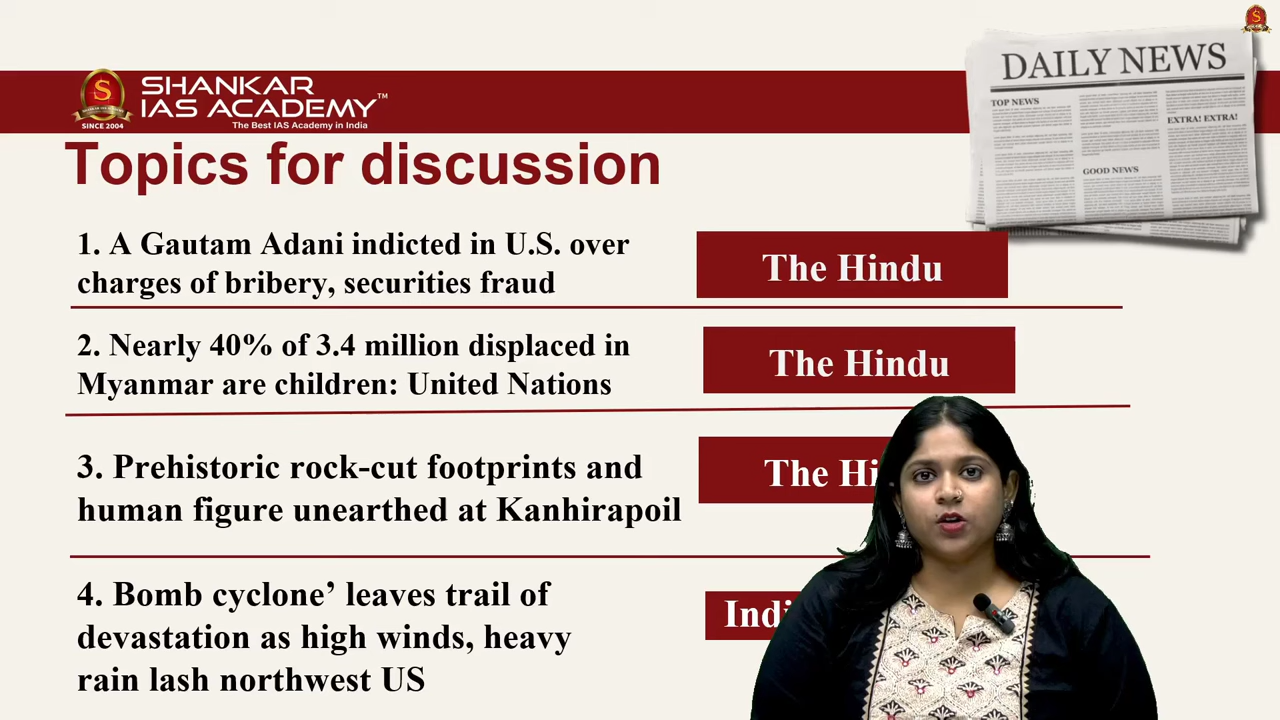 SHANKAR
IAS ACADEMY™
The Best IAS Academy in India
SINCE 2004
DAILY NEWS
TOP NEWS
EXTRA! EXTRA!
GOOD NEWS
Topics for discussion
1. A Gautam Adani indicted in U.S. over
charges of bribery, securities fraud
The Hindu
2. Nearly 40% of 3.4 million displaced in
Myanmar are children: United Nations
The Hindu
3. Prehistoric rock-cut footprints and
human figure unearthed at Kanhirapoil
The
4. Bomb cyclone’ leaves trail of
devastation as high winds, heavy
rain lash northwest US